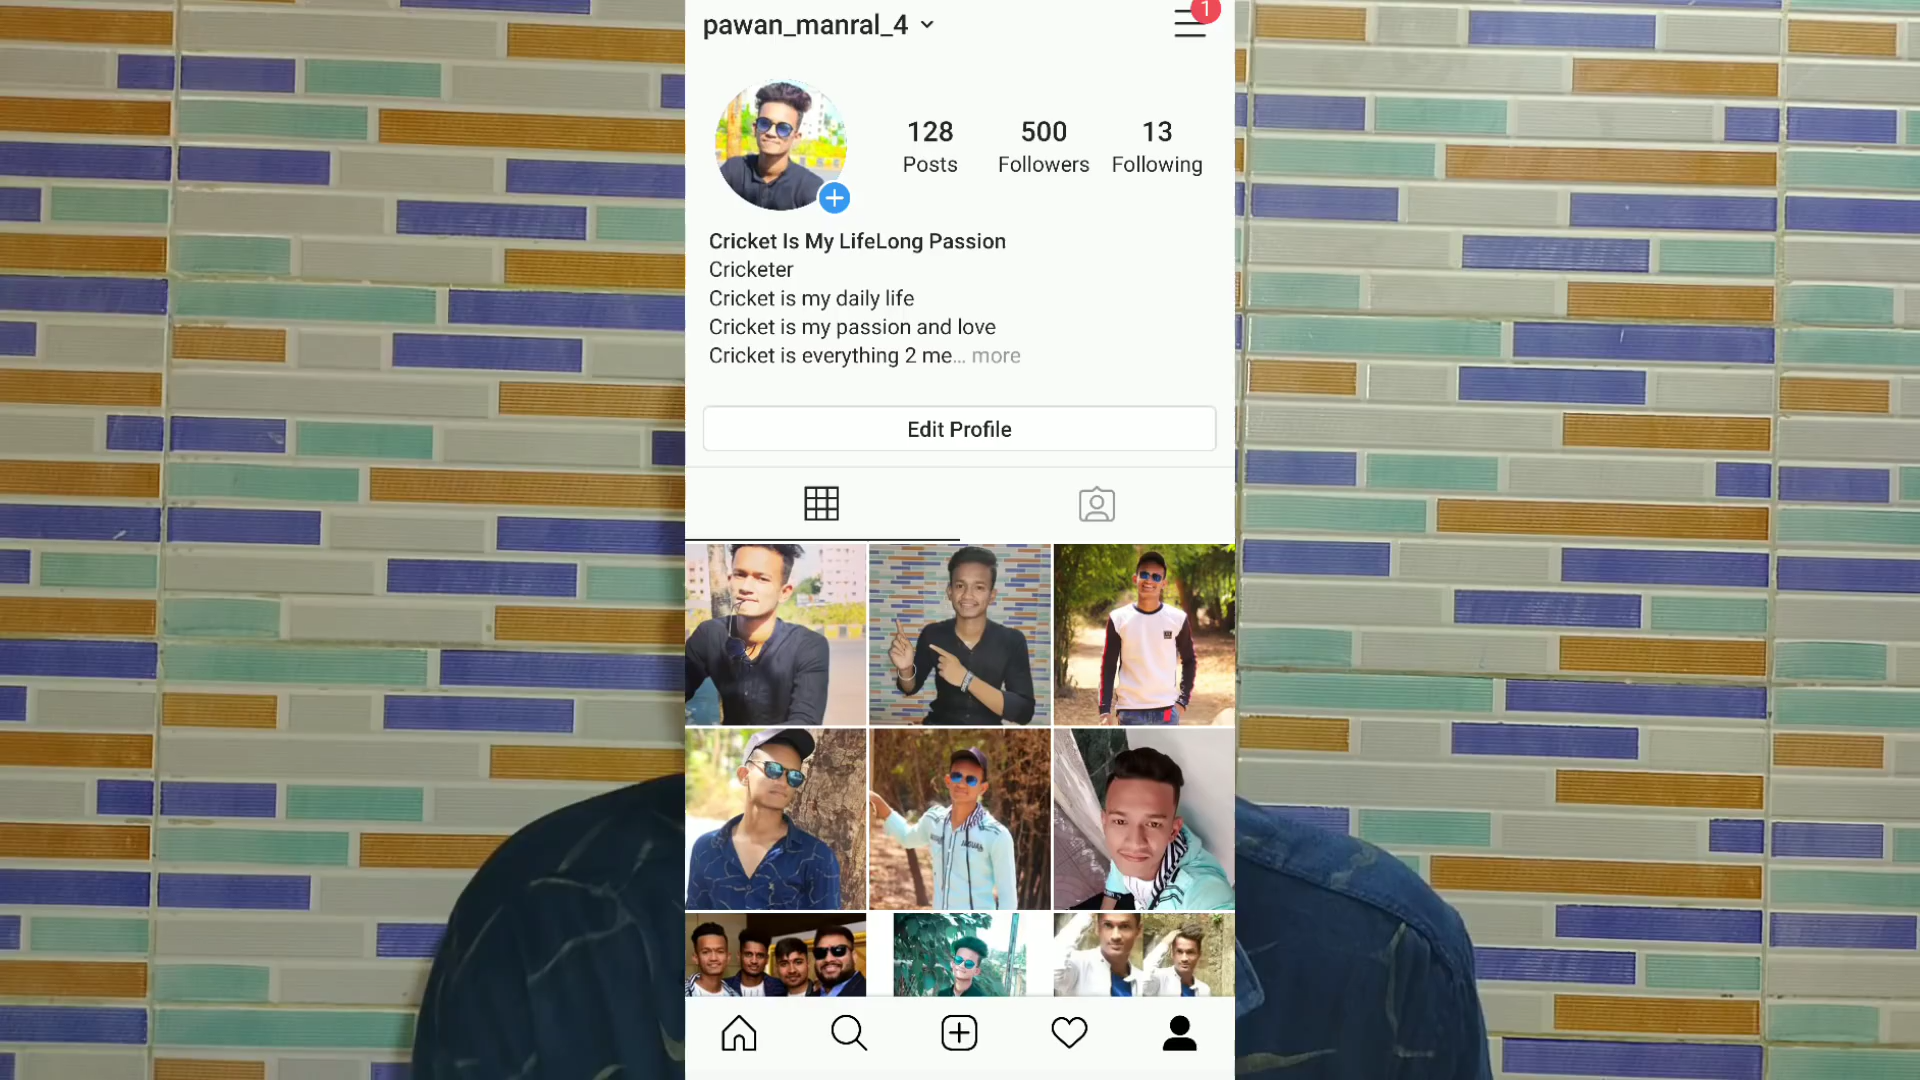 pawan_manral_4
1
128
500
13
Posts
Followers
Following
Cricket Is My LifeLong Passion
Cricketer
Cricket is my daily life
Cricket is my passion and love
Cricket is everything 2 me... more
Edit Profile